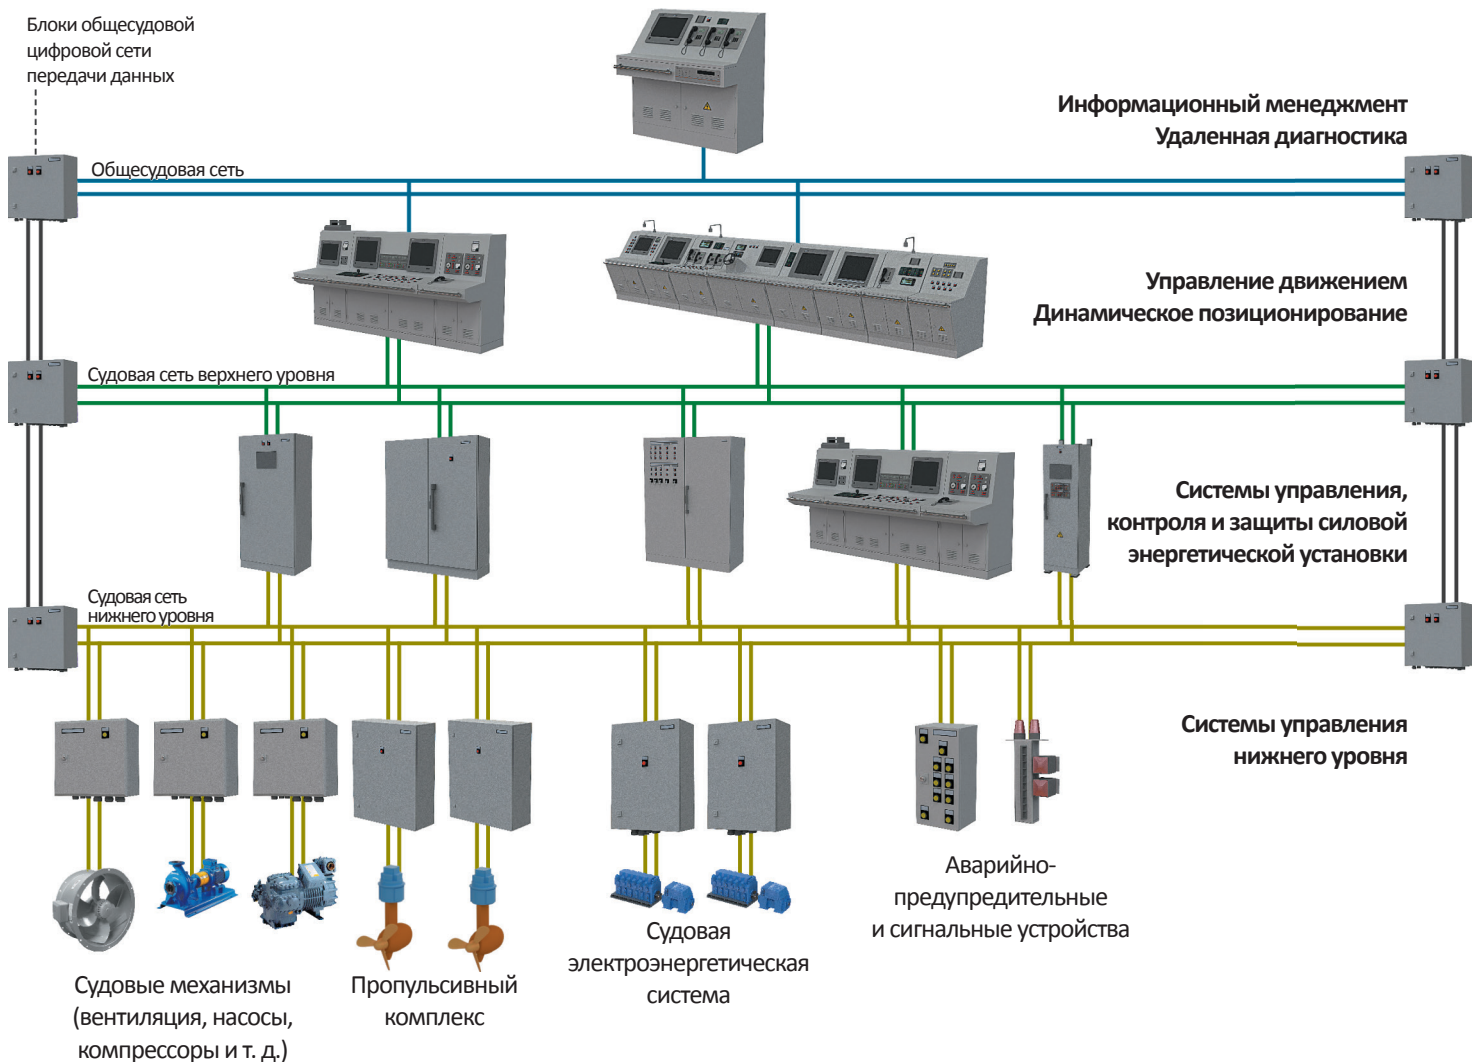 Блоки общесудовой
цифровой сети
передачи данных
Информационный менеджмент
Удаленная диагностика
Общесудовая сеть
Управление движением
Динамическое позиционирование
Судовая сеть верхнего уровня
Системы управления,
контроля и защиты силовой
энергетической установки
Судовая сеть
нижнего уровня
Системы управления
нижнего уровня
Аварийно-
предупредительные
и сигнальные устройства
Судовая
электроэнергетическая
система
Пропульсивный
комплекс
Судовые механизмы
(вентиляция, насосы,
компрессоры и т. д.)